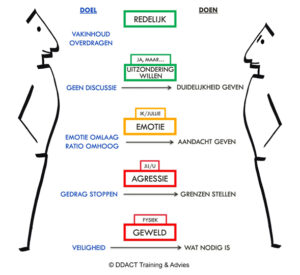 DOEL
DOEN
REDELIJK
VAKINHOUD
OVERDRAGEN
JA, MAAR...
UITZONDERING
WILLEN
GEEN DISCUSSIE
DUIDELIJKHEID GEVEN
IK/JULLIE
EMOTIE
EMOTIE OMLAAG
RATIO OMHOOG
AANDACHT GEVEN
JIJ/U
AGRESSIE
GEDRAG STOPPEN
GRENZEN STELLEN
FYSIEK
GEWELD
VEILIGHEID
WAT NODIG IS
© DDACT Training & Advies